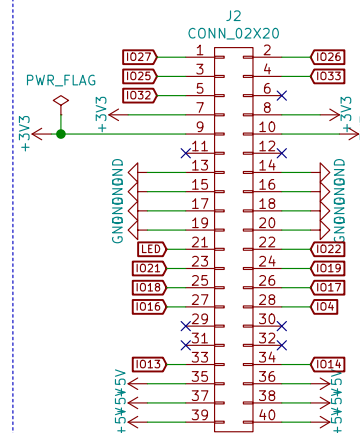 J2
CONN_02X20
IO27 1 2 IO26
IO25 3 4 IO33
PWR_FLAG
IO32 5 6
+3V3 7 8 +3V3
+3V3 9 10
11 12
GND 13 14 GND
GND 15 16 GND
GND 17 18 GND
GND 19 20 GND
LED 21 22 IO22
IO21 23 24 IO19
IO18 25 26 IO17
IO16 27 28 IO4
29 30
31 32
IO13 33 34 IO14
+5V 35 36 +5V
+5V 37 38 +5V
+5V 39 40 +5V